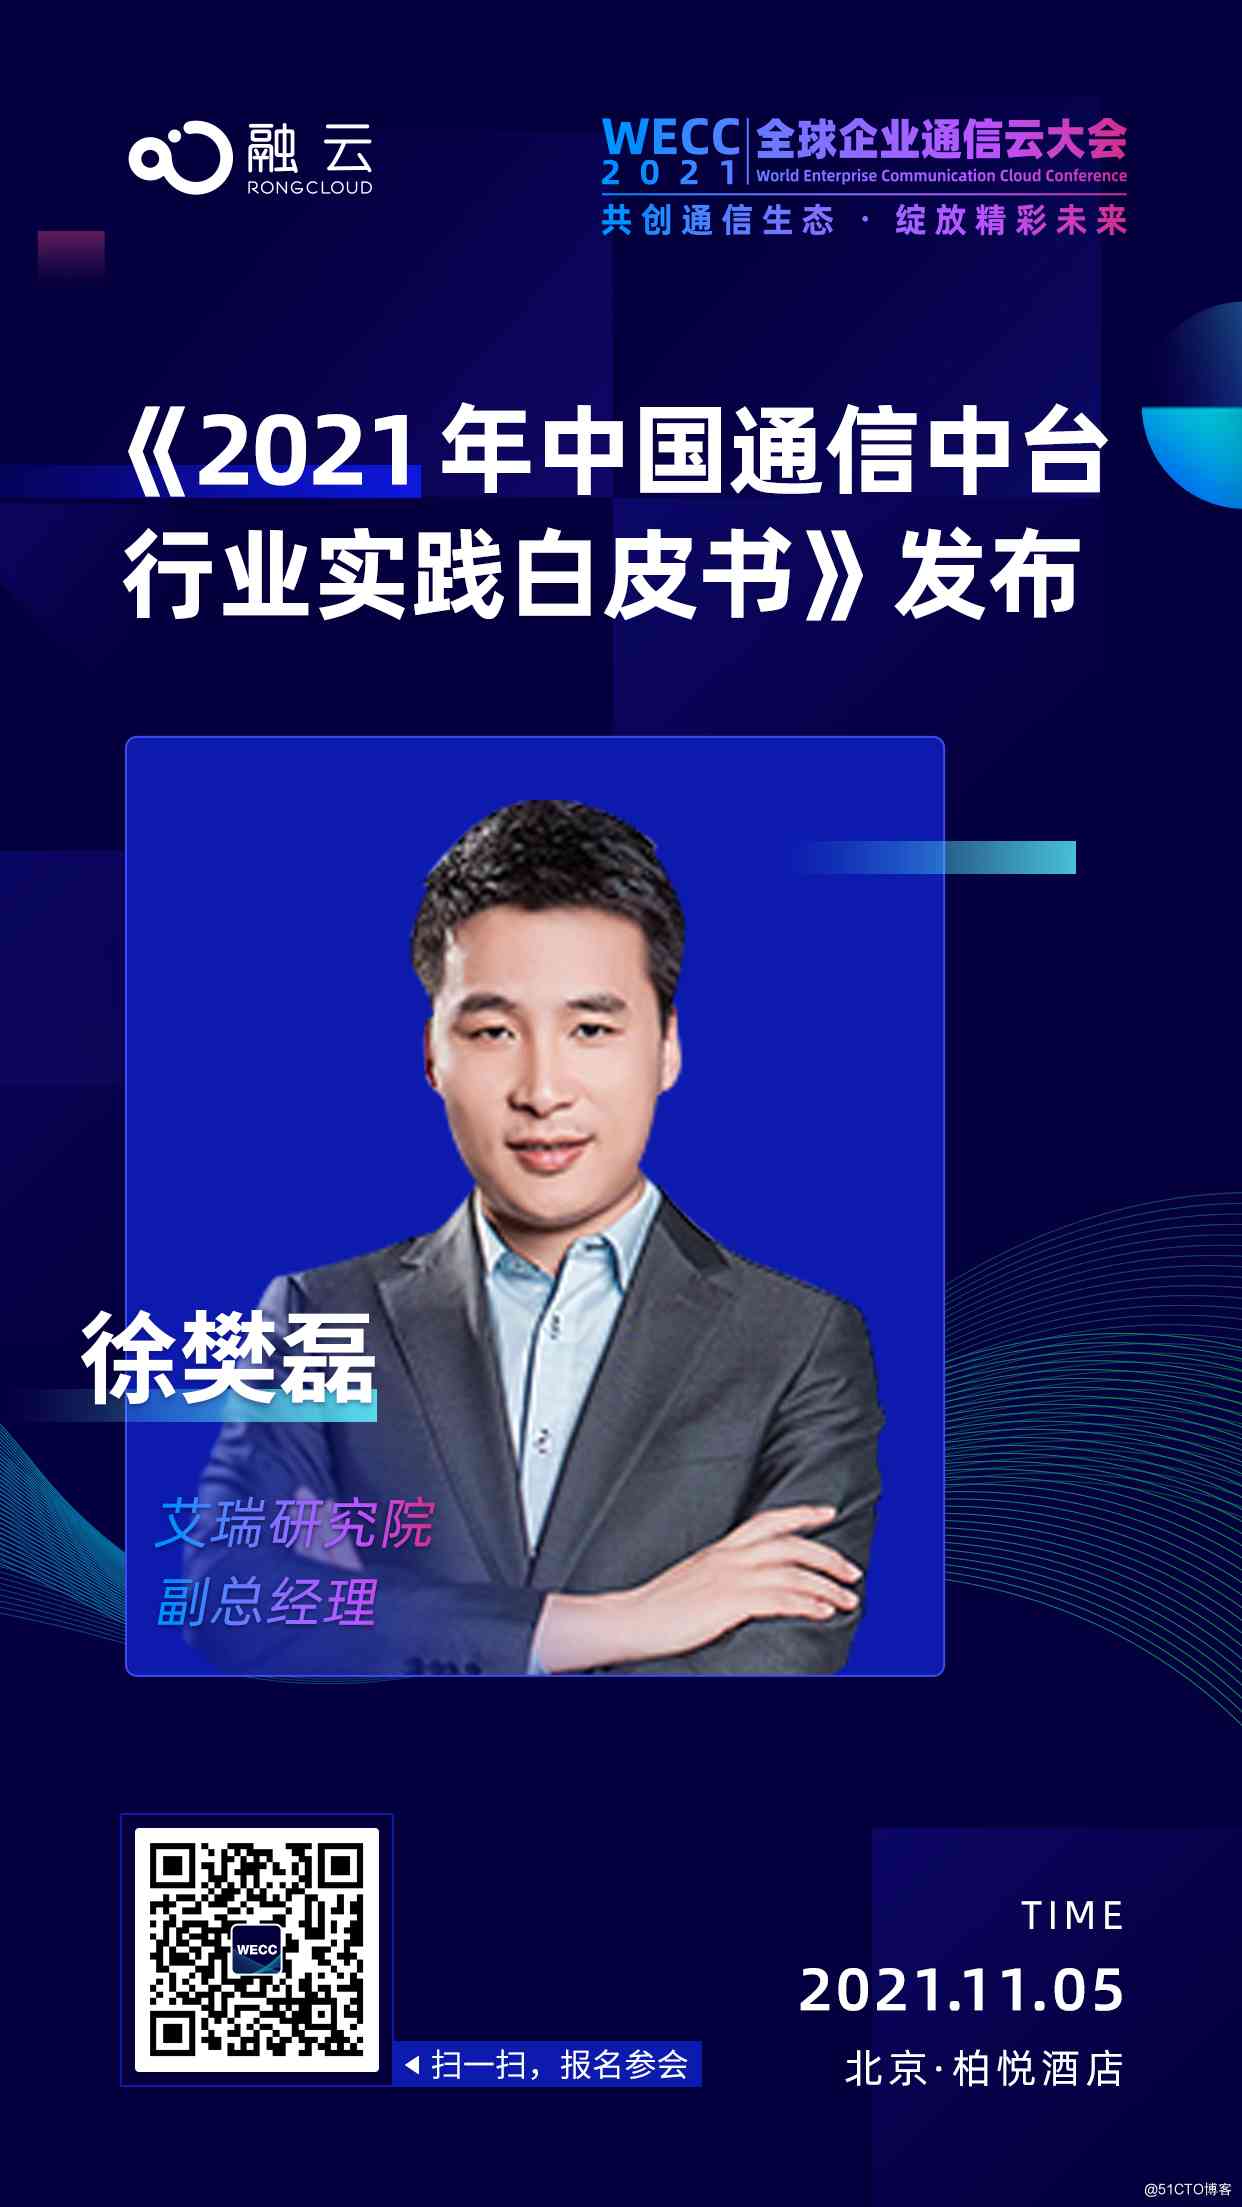 融云
RONGCLOUD
WECC
2021
全球企业通信云大会
World Enterprise Communication Cloud Conference
共创通信生态 · 绽放精彩未来
《2021 年中国通信中台
行业实践白皮书》发布
徐樊磊
艾瑞研究院
副总经理
WECC
扫一扫，报名参会
TIME
2021.11.05
北京·柏悦酒店
@51CTO博客